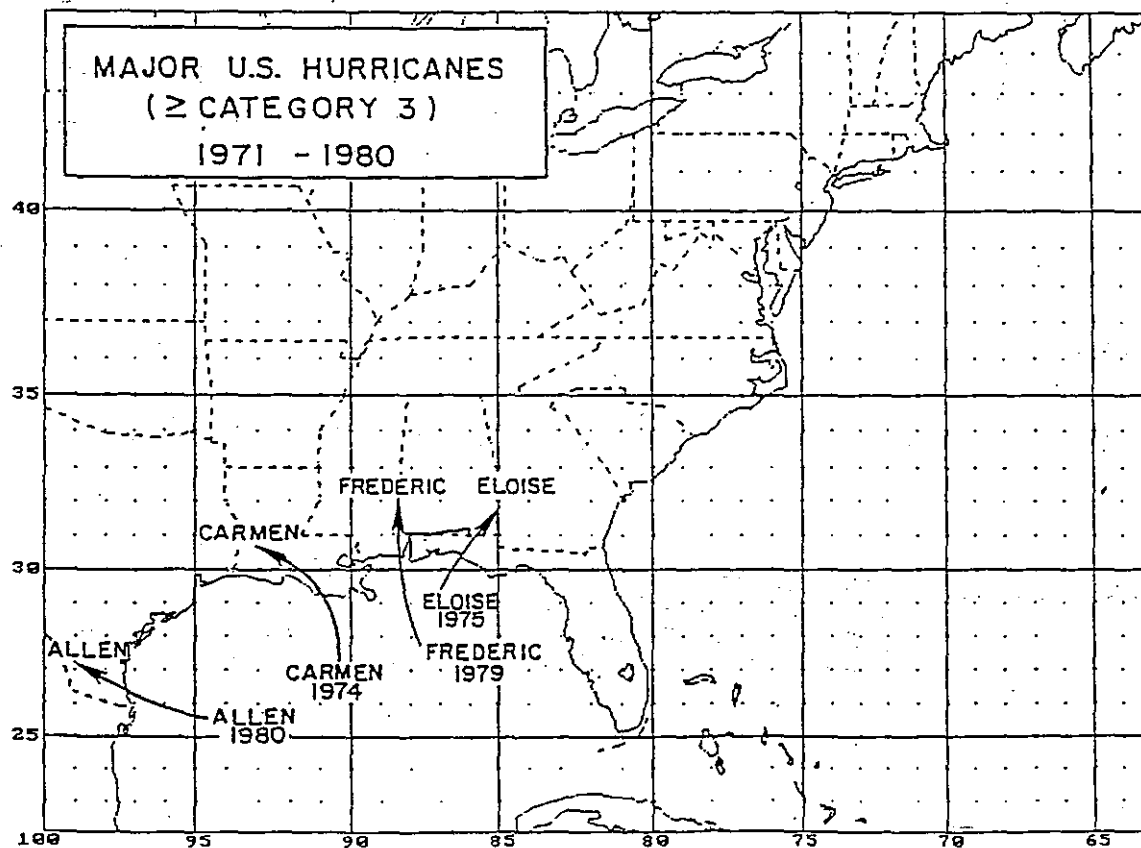 MAJOR U.S. HURRICANES
(≥ CATEGORY 3)
1971 - 1980
40
35
FREDERIC ELOISE
CARMEN
30
ELOISE
1975
ALLEN
FREDERIC
1979
CARMEN
1974
ALLEN
1980
25
100 95 90 85 80 75 70 65